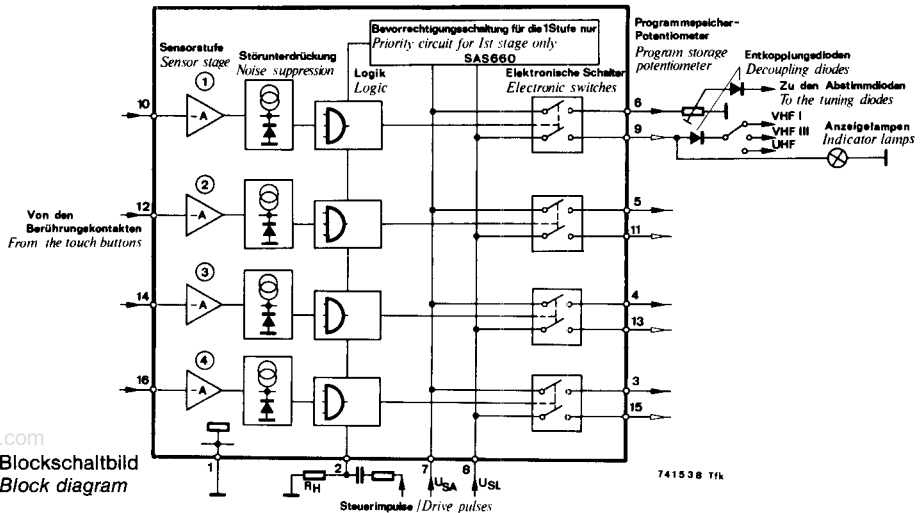 Bevorrechtigungsschaltung für die 1Stufe nur
Priority circuit for 1st stage only
SAS660
Programmspeicher-
Potentiometer
Program storage
potentiometer
Entkopplungsdioden
Decoupling diodes
Zu den Abstimmdioden
To the tuning diodes
Sensorstufe
Sensor stage
Störunterdrückung
Noise suppression
Logik
Logic
Elektronische Schalter
Electronic switches
VHF I
VHF III
UHF
Anzeigelampen
Indicator lamps
1
10
-A
6
9
2
12
-A
5
11
Von den
Berührungskontakten
From the touch buttons
3
14
-A
4
13
4
16
-A
3
15
.com
Blockschaltbild
Block diagram
1
2
7
8
RH
USA
USL
Steuerimpulse / Drive pulses
741538 Tfk